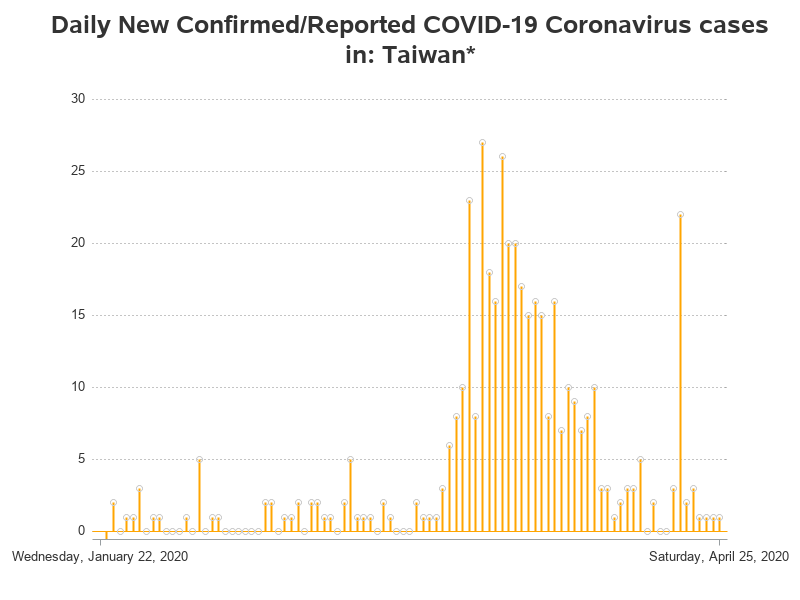 Daily New Confirmed/Reported COVID-19 Coronavirus cases
in: Taiwan*
30
25
20
15
10
5
0
Wednesday, January 22, 2020
Saturday, April 25, 2020